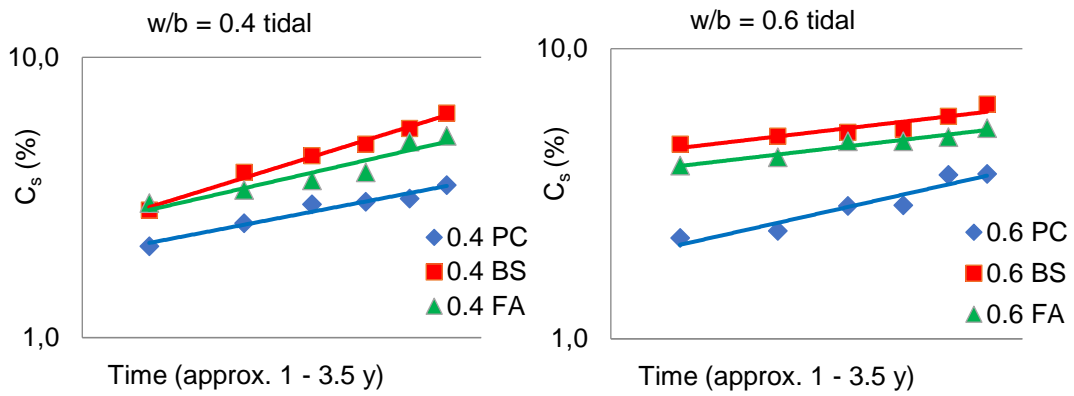 w/b = 0.4 tidal
10,0
C_s (%)
0.4 PC
0.4 BS
0.4 FA
1,0
Time (approx. 1 - 3.5 y)
w/b = 0.6 tidal
10,0
C_s (%)
0.6 PC
0.6 BS
0.6 FA
1,0
Time (approx. 1 - 3.5 y)